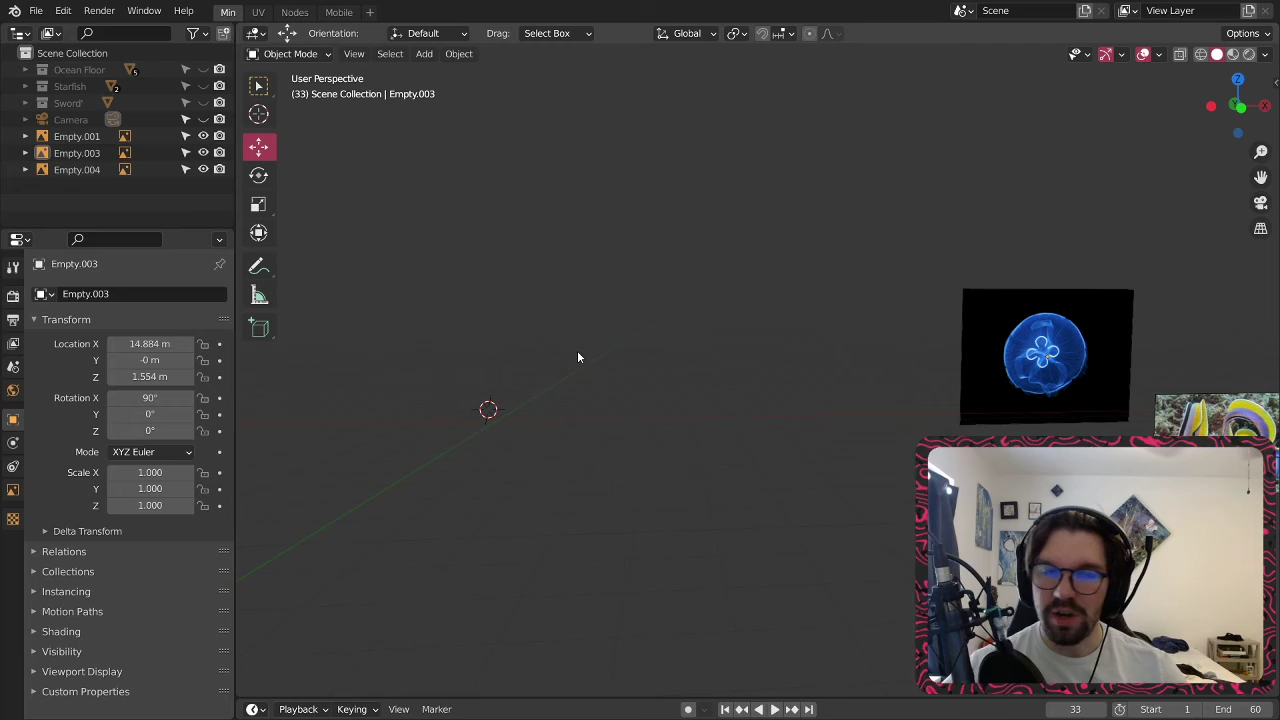 File Edit Render Window Help Min UV Nodes Mobile + Scene View Layer
Orientation: Default Drag: Select Box Global Options
Object Mode View Select Add Object
Scene Collection
Ocean Floor 5
Starfish 2
Sword'
Camera
Empty.001
Empty.003
Empty.004
User Perspective
(33) Scene Collection | Empty.003
Z
Y
X
Empty.003
Empty.003
Transform
Location X 14.884 m
Y -0 m
Z 1.554 m
Rotation X 90°
Y 0°
Z 0°
Mode XYZ Euler
Scale X 1.000
Y 1.000
Z 1.000
Delta Transform
Relations
Collections
Instancing
Motion Paths
Shading
Visibility
Viewport Display
Custom Properties
Playback Keying View Marker 33 Start 1 End 60